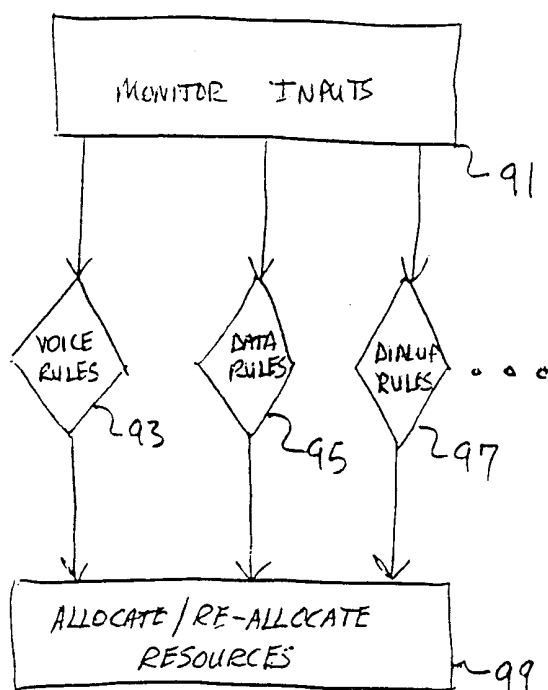 MONITOR INPUTS
91
VOICE
RULES
93
DATA
RULES
95
DIALUP
RULES
97
ALLOCATE/RE-ALLOCATE
RESOURCES
99